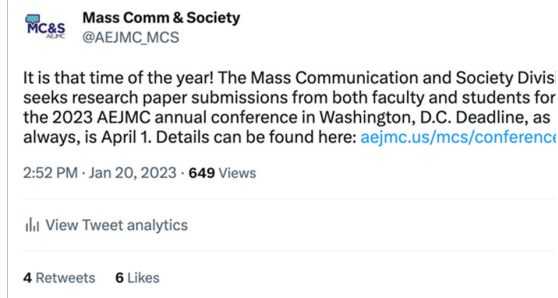 MC&S
AEJMC
Mass Comm & Society
@AEJMC_MCS
It is that time of the year! The Mass Communication and Society Divisi
seeks research paper submissions from both faculty and students for
the 2023 AEJMC annual conference in Washington, D.C. Deadline, as
always, is April 1. Details can be found here: aejmc.us/mcs/conference
2:52 PM · Jan 20, 2023 · 649 Views
View Tweet analytics
4 Retweets 6 Likes